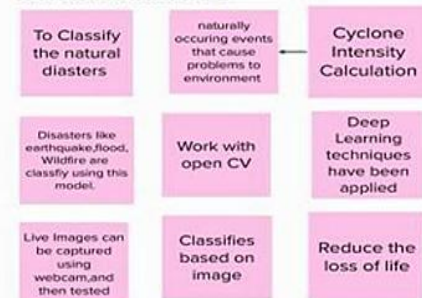 To Classify
the natural
diasters
naturally
occuring events
that cause
problems to
environment
Cyclone
Intensity
Calculation
Disasters like
earthquake,flood,
Wildfire are
classfiy using this
model.
Work with
open CV
Deep
Learning
techniques
have been
applied
Live Images can
be captured
using
webcam,and
then tested
Classifies
based on
image
Reduce the
loss of life